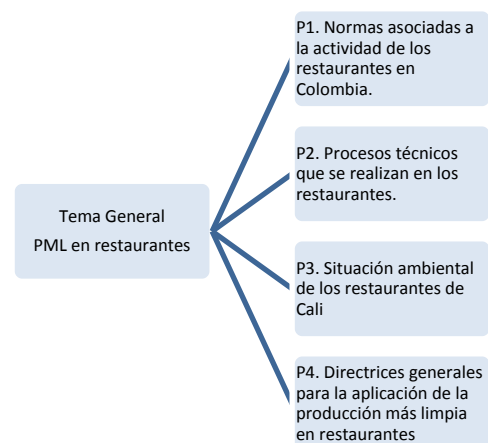 P1. Normas asociadas a
la actividad de los
restaurantes en
Colombia.
P2. Procesos técnicos
que se realizan en los
restaurantes.
Tema General
PML en restaurantes
P3. Situación ambiental
de los restaurantes de
Cali
P4. Directrices generales
para la aplicación de la
producción más limpia
en restaurantes